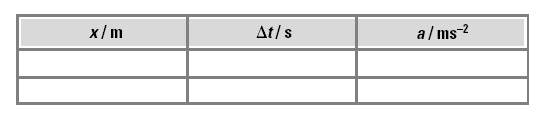 x / m Δt / s a / ms⁻²